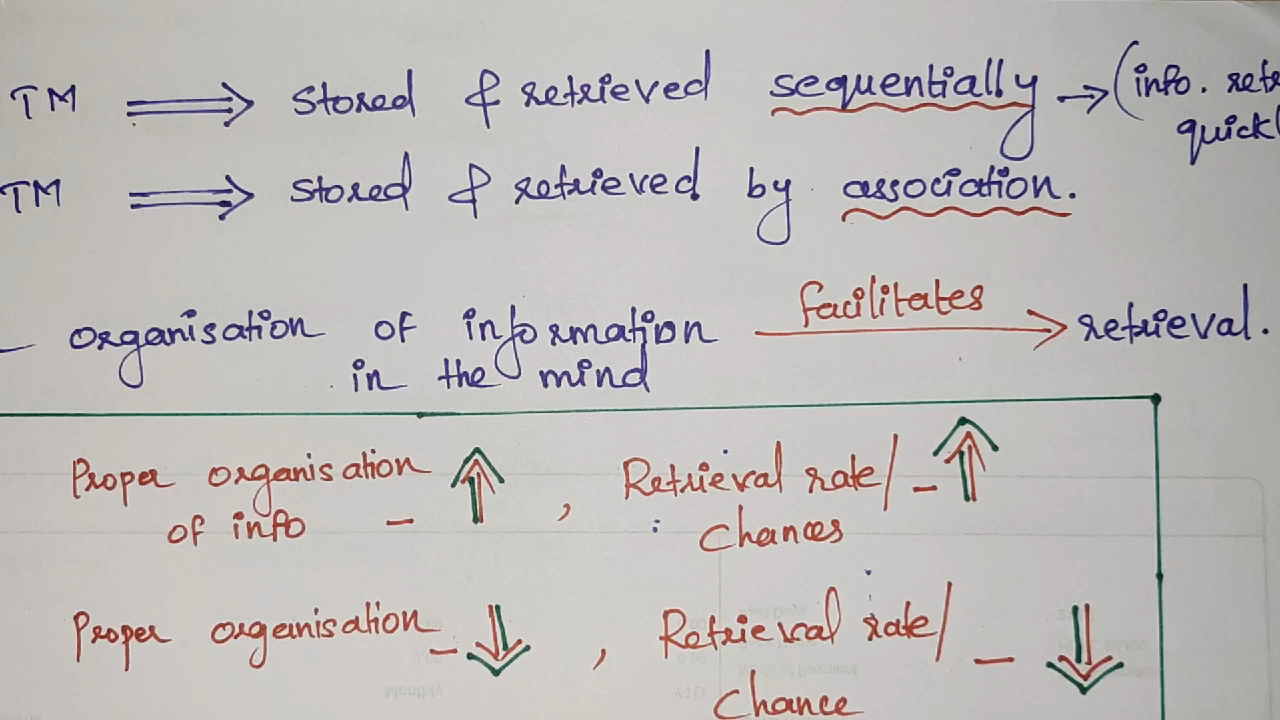 TM ⟹ stored & retrieved sequentially → (info. retr
quickl
TM ⟹ stored & retrieved by association.
– organisation of information facilitates → retrieval.
in the mind
Proper organisation of info – ↑, Retrieval rate/chances – ↑
Proper organisation – ↓, Retrieval rate/chance – ↓